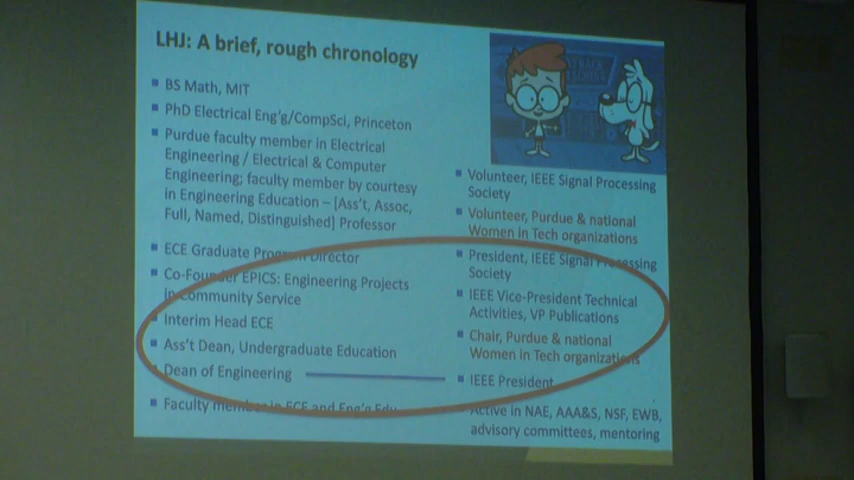 LHJ: A brief, rough chronology
BS Math, MIT
PhD Electrical Eng'g/CompSci, Princeton
Purdue faculty member in Electrical
Engineering / Electrical & Computer
Engineering; faculty member by courtesy
in Engineering Education – [Ass't, Assoc,
Full, Named, Distinguished] Professor
ECE Graduate Program Director
Co-Founder EPICS: Engineering Projects
in Community Service
Interim Head ECE
Ass't Dean, Undergraduate Education
Dean of Engineering
Faculty member in ECE and Eng'g Edu
Volunteer, IEEE Signal Processing
Society
Volunteer, Purdue & national
Women in Tech organizations
President, IEEE Signal Processing
Society
IEEE Vice-President Technical
Activities, VP Publications
Chair, Purdue & national
Women in Tech organizations
IEEE President
Active in NAE, AAA&S, NSF, EWB,
advisory committees, mentoring